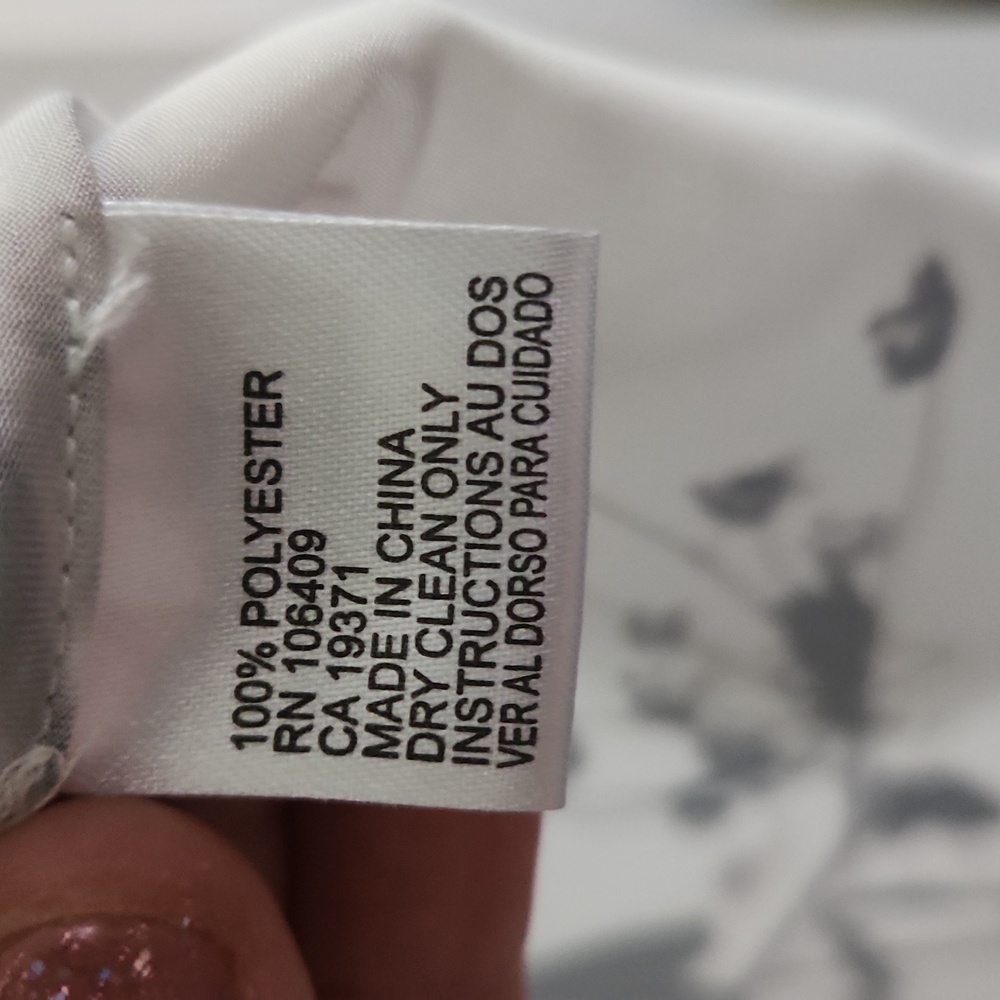 100% POLYESTER
RN 106409
CA 19371
MADE IN CHINA
DRY CLEAN ONLY
INSTRUCTIONS AU DOS
VER AL DORSO PARA CUIDADO